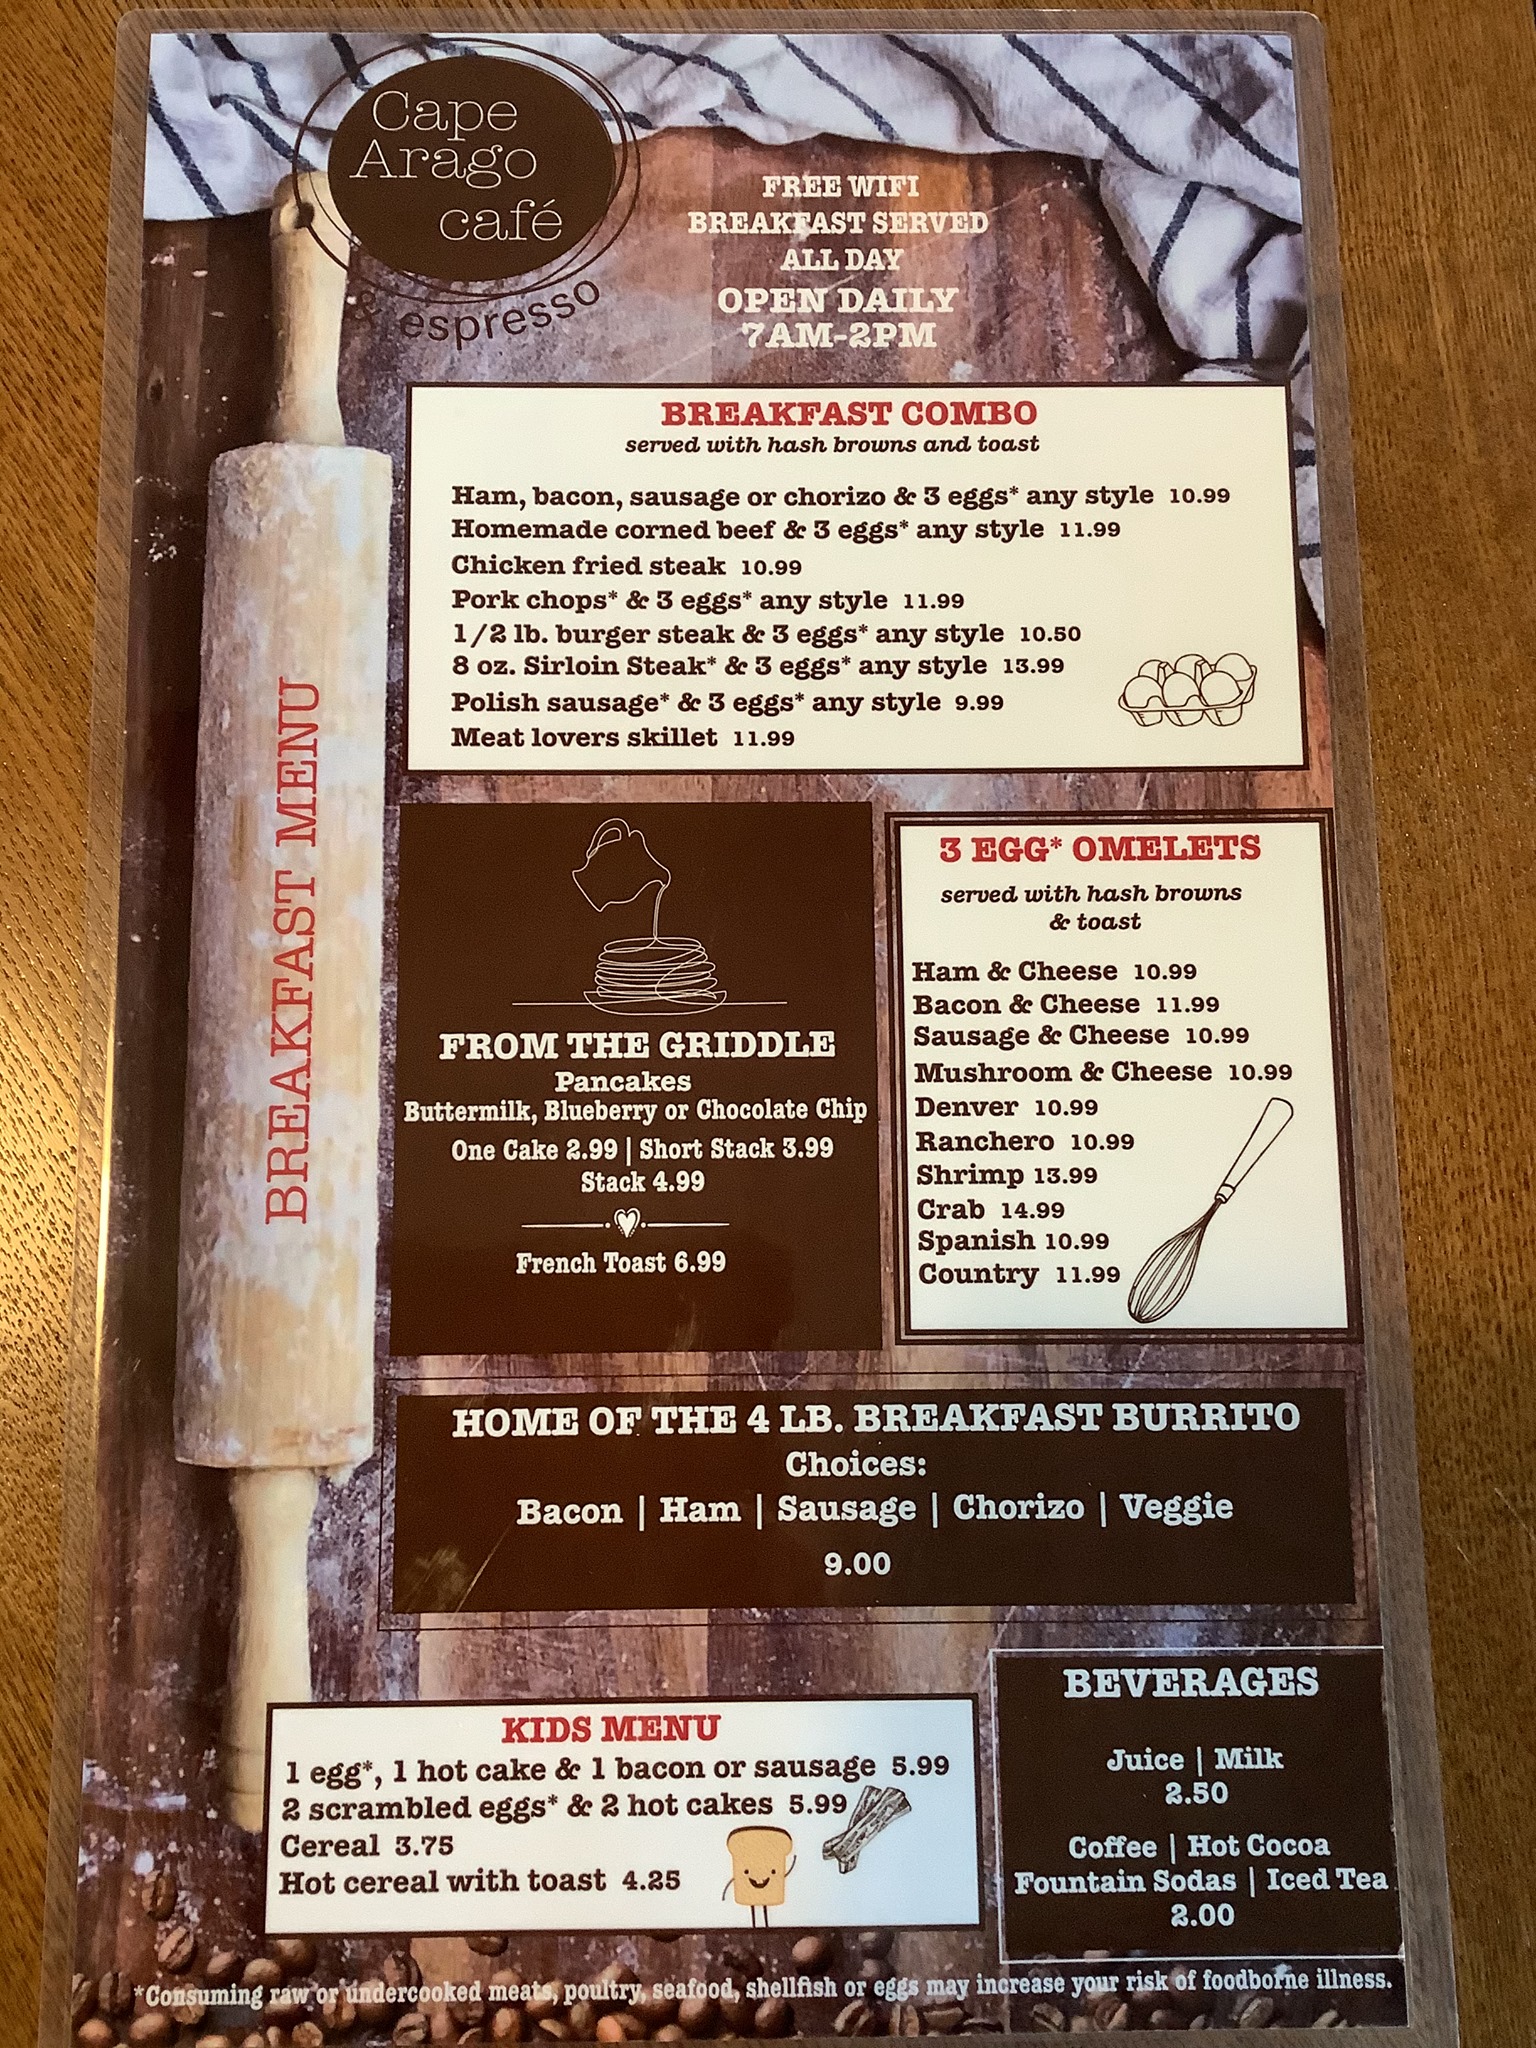 Cape
Arago
café
& espresso
FREE WIFI
BREAKFAST SERVED
ALL DAY
OPEN DAILY
7AM-2PM
BREAKFAST MENU
BREAKFAST COMBO
served with hash browns and toast
Ham, bacon, sausage or chorizo & 3 eggs* any style 10.99
Homemade corned beef & 3 eggs* any style 11.99
Chicken fried steak 10.99
Pork chops* & 3 eggs* any style 11.99
1/2 lb. burger steak & 3 eggs* any style 10.50
8 oz. Sirloin Steak* & 3 eggs* any style 13.99
Polish sausage* & 3 eggs* any style 9.99
Meat lovers skillet 11.99
FROM THE GRIDDLE
Pancakes
Buttermilk, Blueberry or Chocolate Chip
One Cake 2.99 | Short Stack 3.99
Stack 4.99
French Toast 6.99
3 EGG* OMELETS
served with hash browns
& toast
Ham & Cheese 10.99
Bacon & Cheese 11.99
Sausage & Cheese 10.99
Mushroom & Cheese 10.99
Denver 10.99
Ranchero 10.99
Shrimp 13.99
Crab 14.99
Spanish 10.99
Country 11.99
HOME OF THE 4 LB. BREAKFAST BURRITO
Choices:
Bacon | Ham | Sausage | Chorizo | Veggie
9.00
KIDS MENU
1 egg*, 1 hot cake & 1 bacon or sausage 5.99
2 scrambled eggs* & 2 hot cakes 5.99
Cereal 3.75
Hot cereal with toast 4.25
BEVERAGES
Juice | Milk
2.50
Coffee | Hot Cocoa
Fountain Sodas | Iced Tea
2.00
*Consuming raw or undercooked meats, poultry, seafood, shellfish or eggs may increase your risk of foodborne illness.